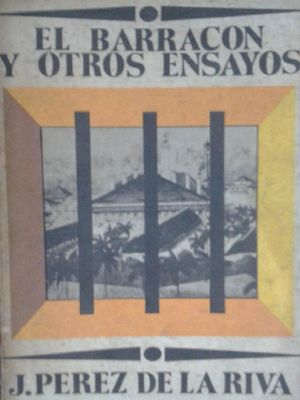 EL BARRACON
Y OTROS ENSAYOS
J. PEREZ DE LA RIVA